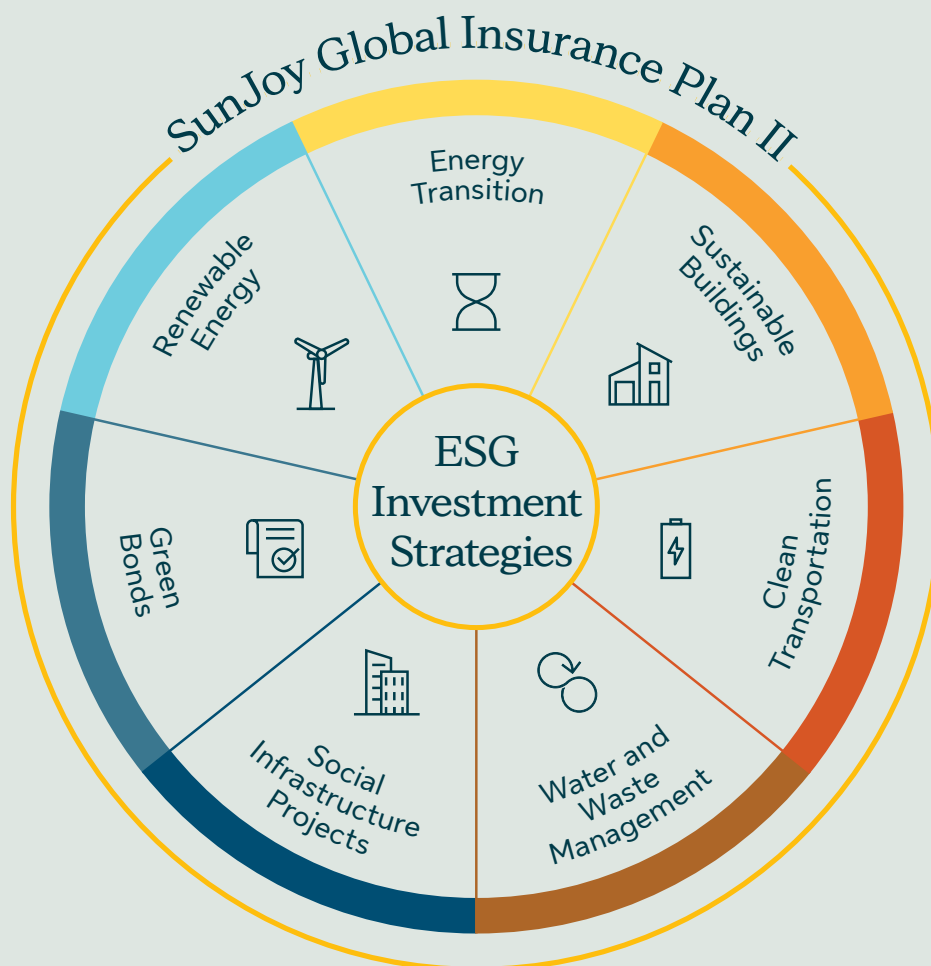 SunJoy Global Insurance Plan II
Energy
Transition
Sustainable
Buildings
Clean
Transportation
Water and
Waste
Management
Social
Infrastructure
Projects
Green
Bonds
Renewable
Energy
ESG
Investment
Strategies